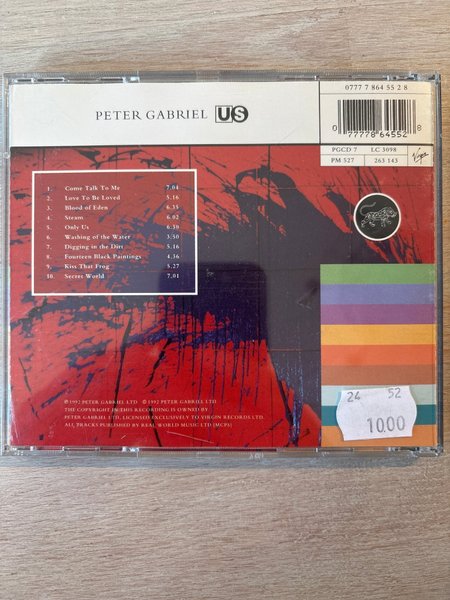 0777 7 864 55 2 8
PETER GABRIEL US
0 77778 64552 8
PGCD 7 LC 3098
PM 527 263 143
Virgin
1. Come Talk To Me 7.04
2. Love To Be Loved 5.16
3. Blood of Eden 6.35
4. Steam 6.02
5. Only Us 6.30
6. Washing of the Water 3.50
7. Digging in the Dirt 5.16
8. Fourteen Black Paintings 4.36
9. Kiss That Frog 5.27
10. Secret World 7.01
℗ 1992 PETER GABRIEL LTD © 1992 PETER GABRIEL LTD
THE COPYRIGHT IN THIS RECORDING IS OWNED BY
PETER GABRIEL LTD, LICENSED EXCLUSIVELY TO VIRGIN RECORDS LTD.
ALL TRACKS PUBLISHED BY REAL WORLD MUSIC LTD (MCPS)
24 52
10.00